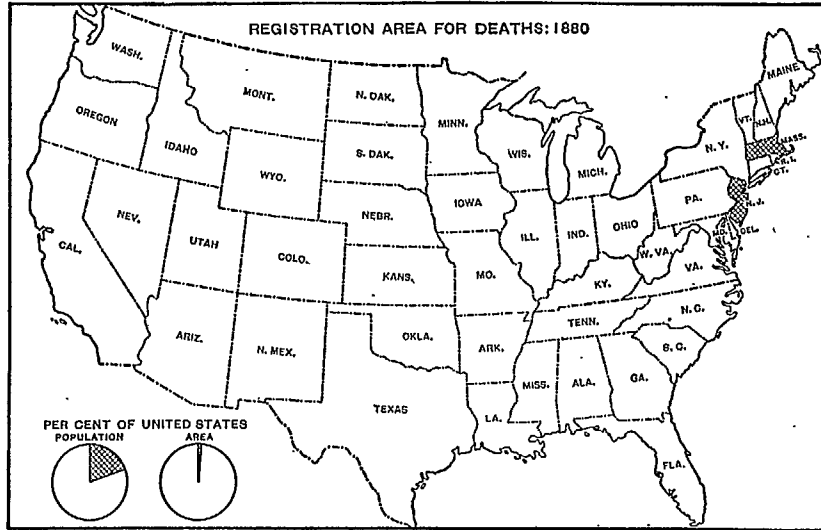 REGISTRATION AREA FOR DEATHS: 1880
WASH.
MONT.
N. DAK.
MINN.
MAINE
OREGON
IDAHO
WYO.
S. DAK.
WIS.
MICH.
N. Y.
VT.
N.H.
MASS.
R.I.
CT.
NEV.
UTAH
COLO.
NEBR.
IOWA
ILL.
IND.
OHIO
PA.
N.J.
MD.
DEL.
CAL.
KANS.
MO.
KY.
W. VA.
VA.
ARIZ.
N. MEX.
OKLA.
ARK.
TENN.
N. C.
S. C.
TEXAS
LA.
MISS.
ALA.
GA.
FLA.
PER CENT OF UNITED STATES
POPULATION
AREA